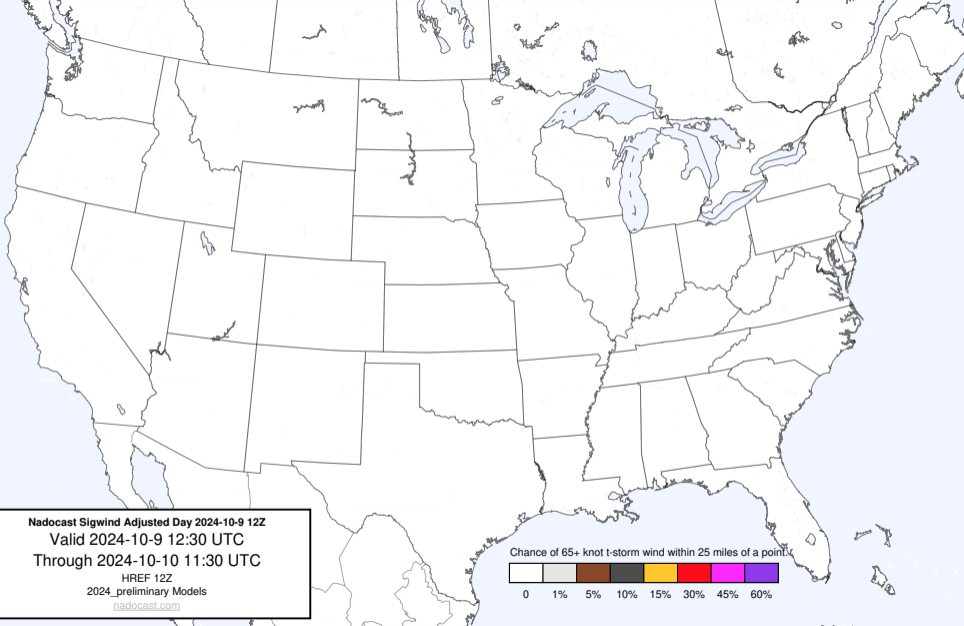 Nadocast Sigwind Adjusted Day 2024-10-9 12Z
Valid 2024-10-9 12:30 UTC
Through 2024-10-10 11:30 UTC
HREF 12Z
2024_preliminary Models
nadocast.com
Chance of 65+ knot t-storm wind within 25 miles of a point.
0 1% 5% 10% 15% 30% 45% 60%